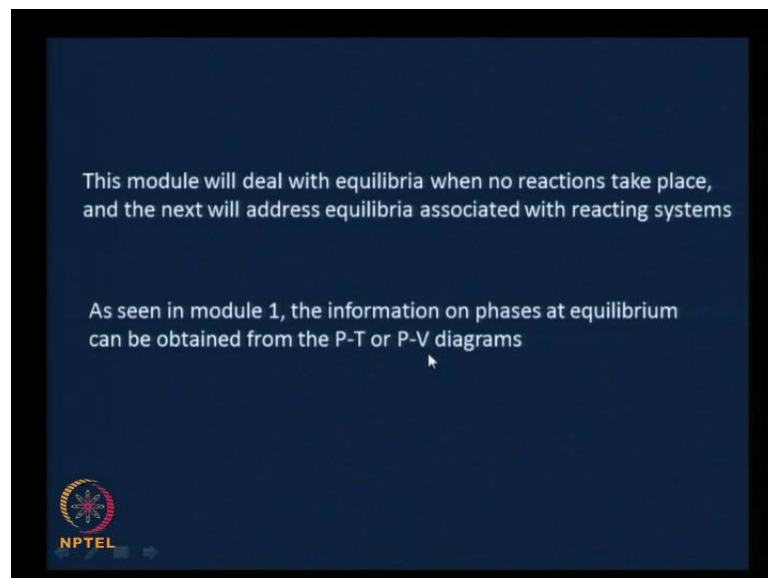 This module will deal with equilibria when no reactions take place,
and the next will address equilibria associated with reacting systems
As seen in module 1, the information on phases at equilibrium
can be obtained from the P-T or P-V diagrams
NPTEL